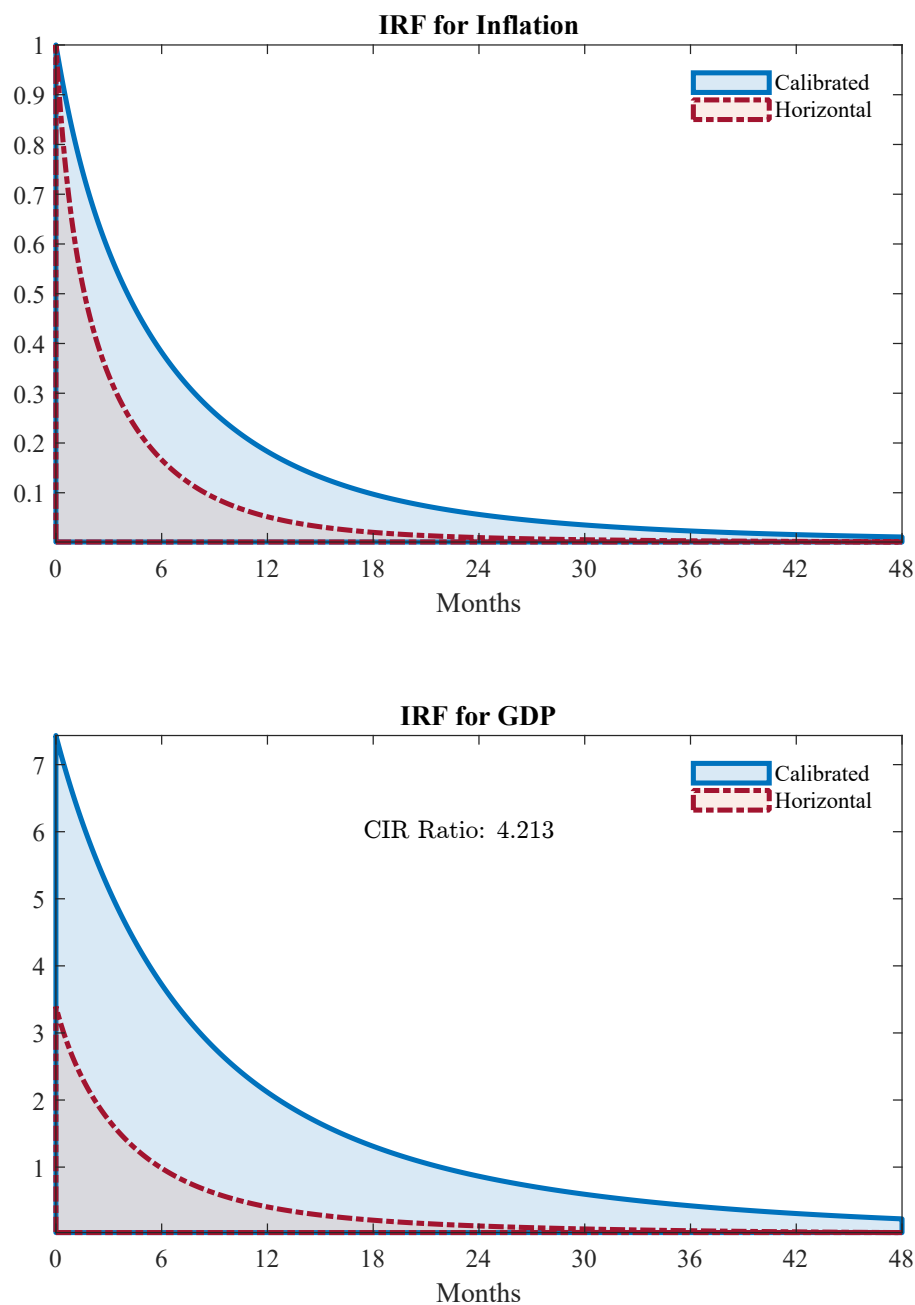 IRF for Inflation
1
0.9
0.8
0.7
0.6
0.5
0.4
0.3
0.2
0.1
Calibrated
Horizontal
0 6 12 18 24 30 36 42 48
Months
IRF for GDP
7
6
5
4
3
2
1
Calibrated
Horizontal
CIR Ratio: 4.213
0 6 12 18 24 30 36 42 48
Months